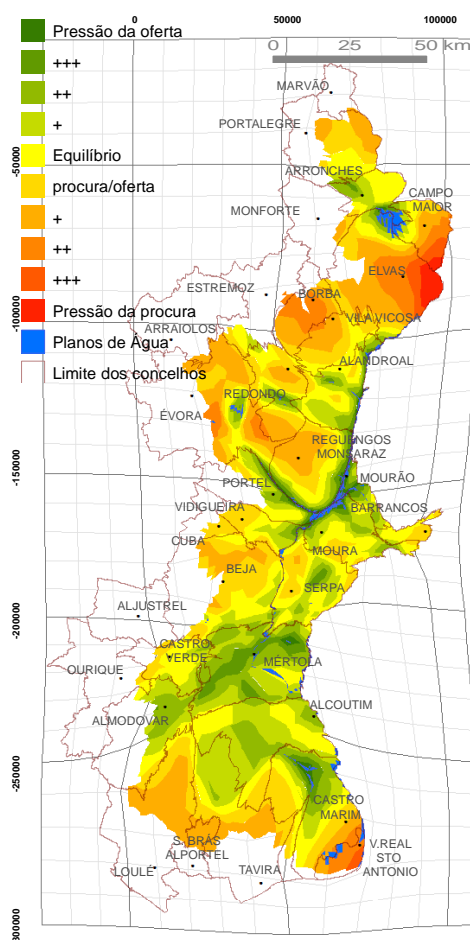 50000
100000
Pressão da oferta
0 25 50 km
+++
MARVÃO
++
+
PORTALEGRE
-50000
Equilíbrio
ARRONCHES
procura/oferta
CAMPO
MAIOR
MONFORTE
+
++
ELVAS
+++
ESTREMOZ
BORBA
Pressão da procura
-100000
VILA VIÇOSA
ARRAIOLOS
Planos de Água
ALANDROAL
Limite dos concelhos
REDONDO
ÉVORA
REGUENGOS
MONSARAZ
-150000
PORTEL
MOURÃO
VIDIGUEIRA
BARRANCOS
CUBA
MOURA
BEJA
SERPA
ALJUSTREL
-200000
CASTRO
VERDE
OURIQUE
MÉRTOLA
ALMODOVAR
ALCOUTIM
-250000
CASTRO
MARIM
S. BRÁS
ALPORTEL
V.REAL
STO
ANTONIO
LOULÉ
TAVIRA
-300000